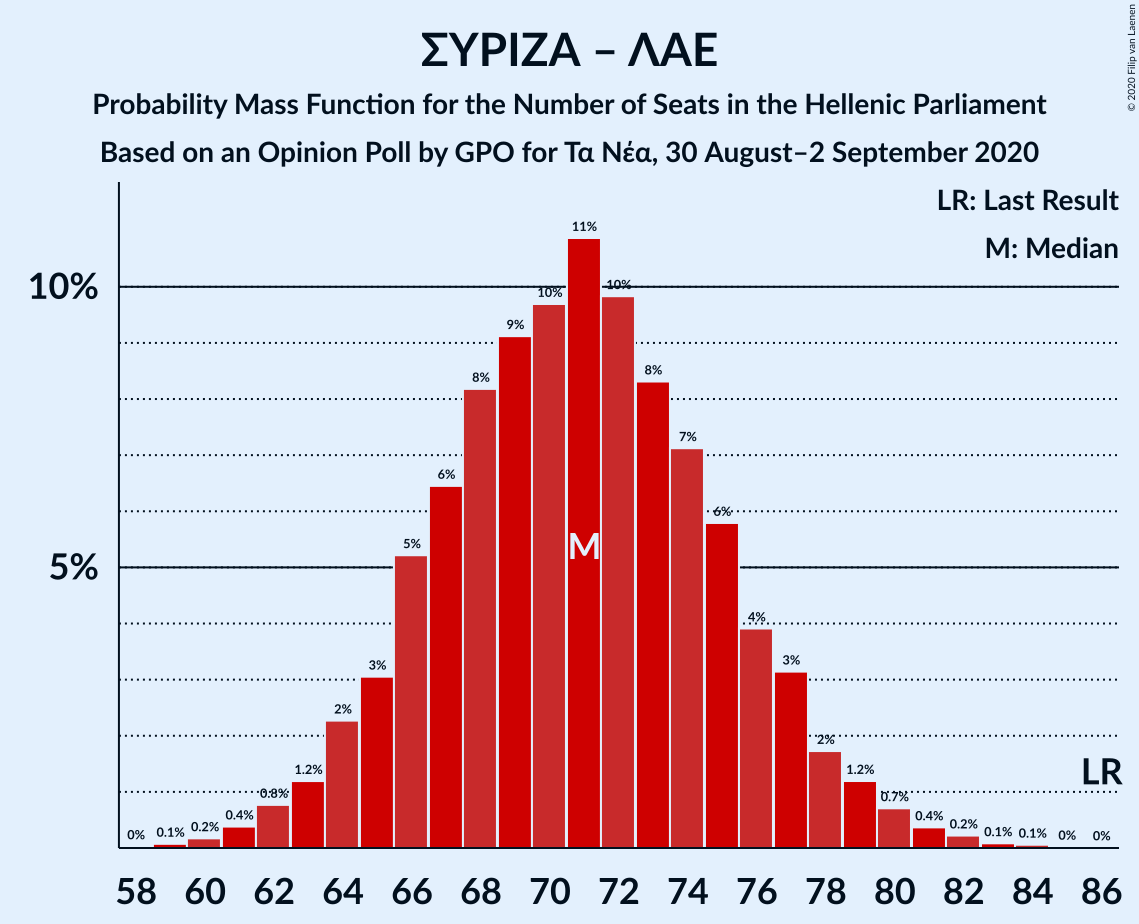 ΣΥΡΙΖΑ – ΛΑΕ
Probability Mass Function for the Number of Seats in the Hellenic Parliament
Based on an Opinion Poll by GPO for Τα Νέα, 30 August–2 September 2020
© 2020 Filip van Laenen
LR: Last Result
M: Median
10%
5%
0% 0.1% 0.2% 0.4% 0.8% 1.2% 2% 3% 5% 6% 8% 9% 10% 11% 10% 8% 7% 6% 4% 3% 2% 1.2% 0.7% 0.4% 0.2% 0.1% 0.1% 0% 0%
M
LR
58 60 62 64 66 68 70 72 74 76 78 80 82 84 86